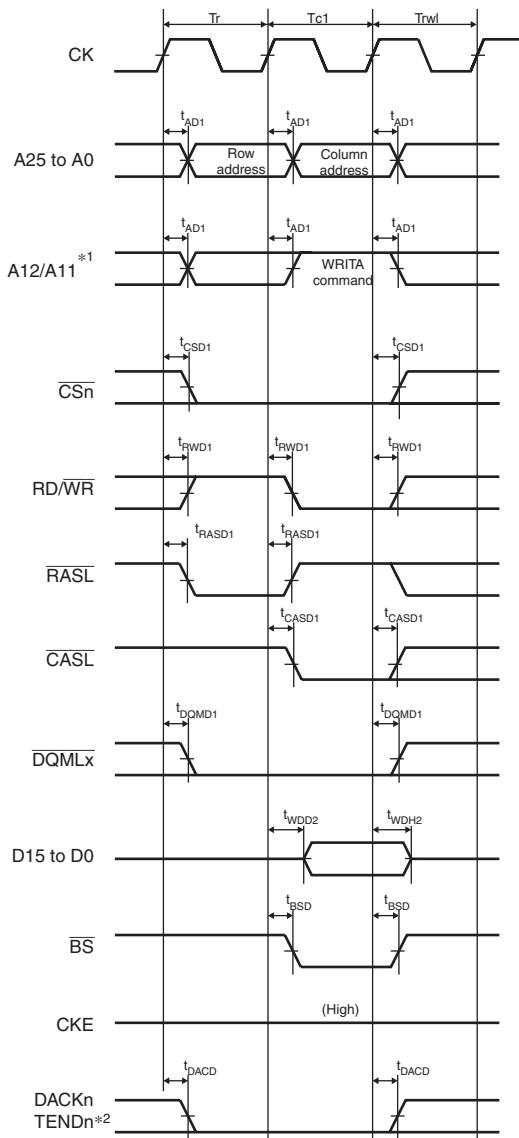 Tr Tc1 Trwl
CK
tAD1 tAD1 tAD1
A25 to A0
Row address
Column address
tAD1 tAD1 tAD1
A12/A11*1
WRITA command
tCSD1 tCSD1
CSn
tRWD1 tRWD1 tRWD1
RD/WR
tRASD1 tRASD1
RASL
tCASD1 tCASD1
CASL
tDQMD1 tDQMD1
DQMLx
tWDD2 tWDH2
D15 to D0
tBSD tBSD
BS
(High)
CKE
tDACD tDACD
DACKn
TENDn*2